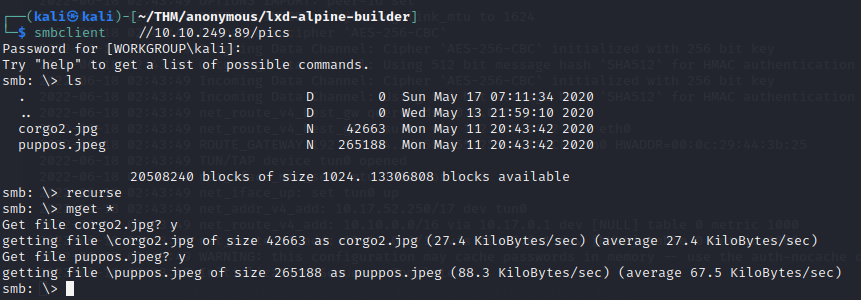 ┌──(kali㉿kali)-[~/THM/anonymous/lxd-alpine-builder]
└─$ smbclient //10.10.249.89/pics
Password for [WORKGROUP\kali]:
Try "help" to get a list of possible commands.
smb: \> ls
. D 0 Sun May 17 07:11:34 2020
.. D 0 Wed May 13 21:59:10 2020
corgo2.jpg N 42663 Mon May 11 20:43:42 2020
puppos.jpeg N 265188 Mon May 11 20:43:42 2020
20508240 blocks of size 1024. 13306808 blocks available
smb: \> recurse
smb: \> mget *
Get file corgo2.jpg? y
getting file \corgo2.jpg of size 42663 as corgo2.jpg (27.4 KiloBytes/sec) (average 27.4 KiloBytes/sec)
Get file puppos.jpeg? y
getting file \puppos.jpeg of size 265188 as puppos.jpeg (88.3 KiloBytes/sec) (average 67.5 KiloBytes/sec)
smb: \>